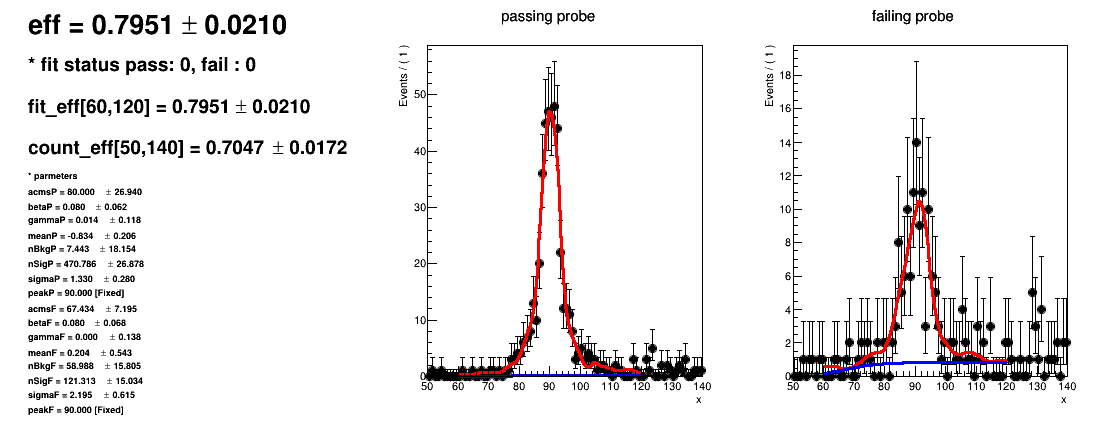 eff = 0.7951 ± 0.0210
* fit status pass: 0, fail : 0
fit_eff[60,120] = 0.7951 ± 0.0210
count_eff[50,140] = 0.7047 ± 0.0172
* parmeters
acmsP = 80.000 ± 26.940
betaP = 0.080 ± 0.062
gammaP = 0.014 ± 0.118
meanP = -0.834 ± 0.206
nBkgP = 7.443 ± 18.154
nSigP = 470.786 ± 26.878
sigmaP = 1.330 ± 0.280
peakP = 90.000 [Fixed]
acmsF = 67.434 ± 7.195
betaF = 0.080 ± 0.068
gammaF = 0.000 ± 0.138
meanF = 0.204 ± 0.543
nBkgF = 58.988 ± 15.805
nSigF = 121.313 ± 15.034
sigmaF = 2.195 ± 0.615
peakF = 90.000 [Fixed]
passing probe
Events / ( 1 )
50
40
30
20
10
0
50 60 70 80 90 100 110 120 130 140
x
failing probe
Events / ( 1 )
18
16
14
12
10
8
6
4
2
0
50 60 70 80 90 100 110 120 130 140
x